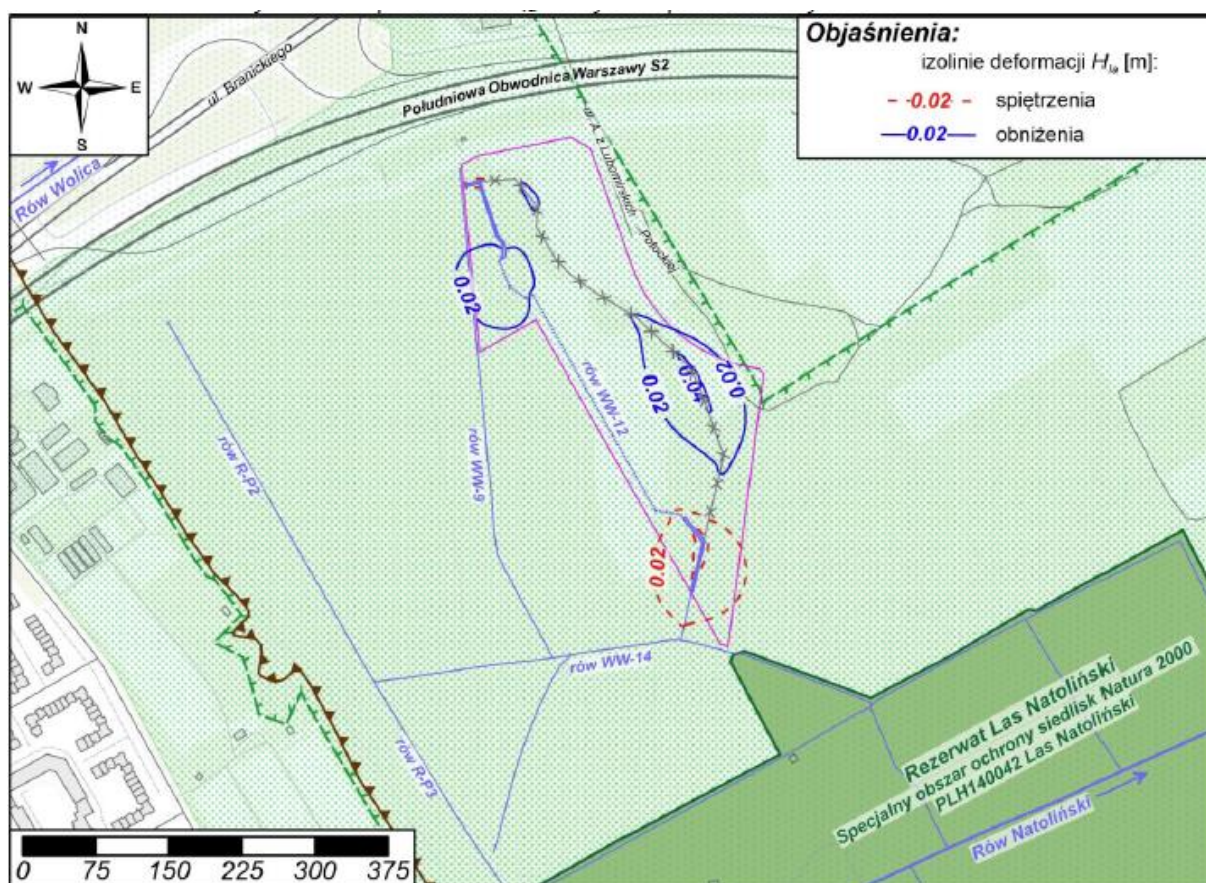 N
W E
S
ul. Branickiego
Południowa Obwodnica Warszawy S2
Objaśnienia:
izolinie deformacji H [m]:
-0.02 - spiętrzenia
0.02 obniżenia
Rów Wolica
ul. A. z Lubomirskich Potockiej
0.02
0.02
0.04
0.02
rów WW-12
rów WW-9
rów R-P2
0.02
rów WW-14
rów R-P3
Rezerwat Las Natoliński
Specjalny obszar ochrony siedlisk Natura 2000
PLH140042 Las Natoliński
Rów Natoliński
0 75 150 225 300 375